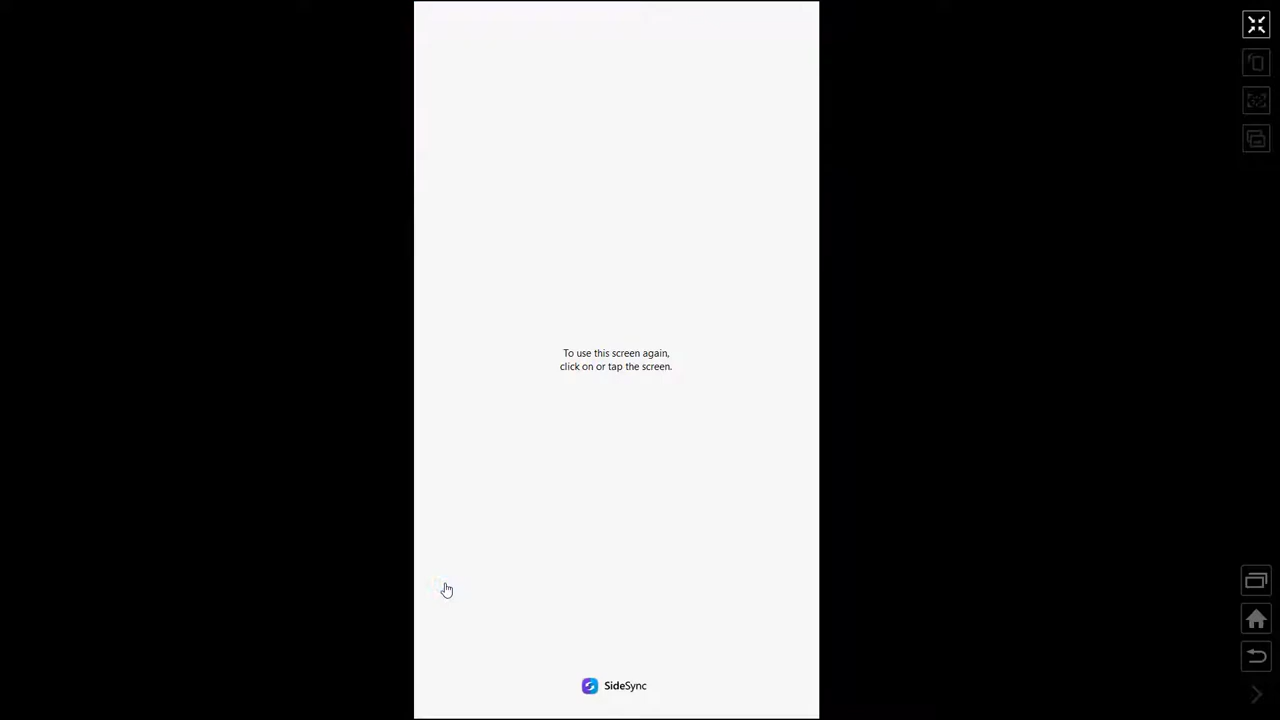 To use this screen again,
click on or tap the screen.
SideSync